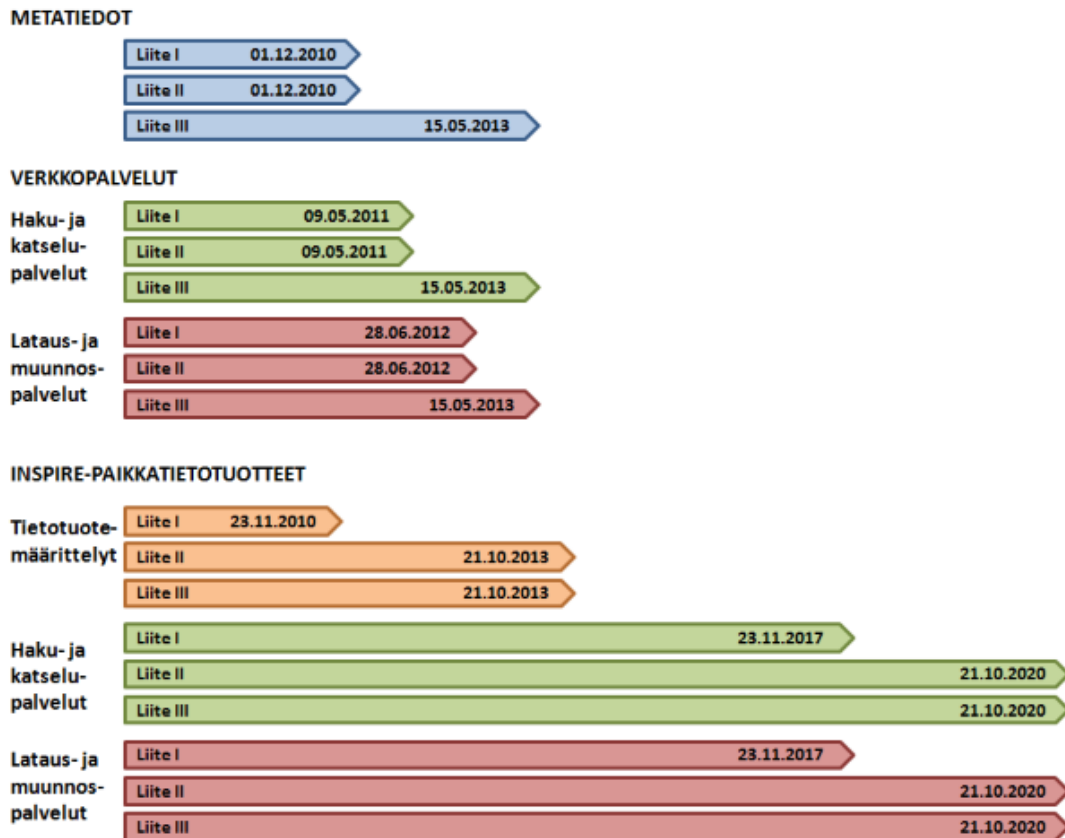 METATIEDOT
Liite I 01.12.2010
Liite II 01.12.2010
Liite III 15.05.2013
VERKKOPALVELUT
Haku- ja
katselu-
palvelut
Liite I 09.05.2011
Liite II 09.05.2011
Liite III 15.05.2013
Lataus- ja
muunnos-
palvelut
Liite I 28.06.2012
Liite II 28.06.2012
Liite III 15.05.2013
INSPIRE-PAIKKATIETOTUOTTEET
Tietotuote-
määrittelyt
Liite I 23.11.2010
Liite II 21.10.2013
Liite III 21.10.2013
Haku- ja
katselu-
palvelut
Liite I 23.11.2017
Liite II 21.10.2020
Liite III 21.10.2020
Lataus- ja
muunnos-
palvelut
Liite I 23.11.2017
Liite II 21.10.2020
Liite III 21.10.2020